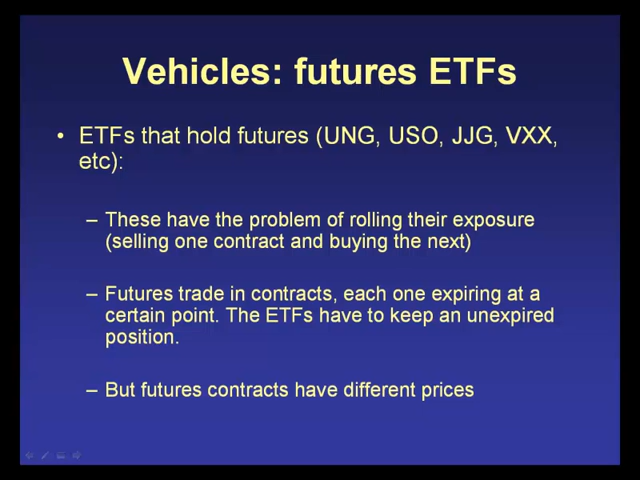 Vehicles: futures ETFs
• ETFs that hold futures (UNG, USO, JJG, VXX,
etc):
– These have the problem of rolling their exposure
(selling one contract and buying the next)
– Futures trade in contracts, each one expiring at a
certain point. The ETFs have to keep an unexpired
position.
– But futures contracts have different prices